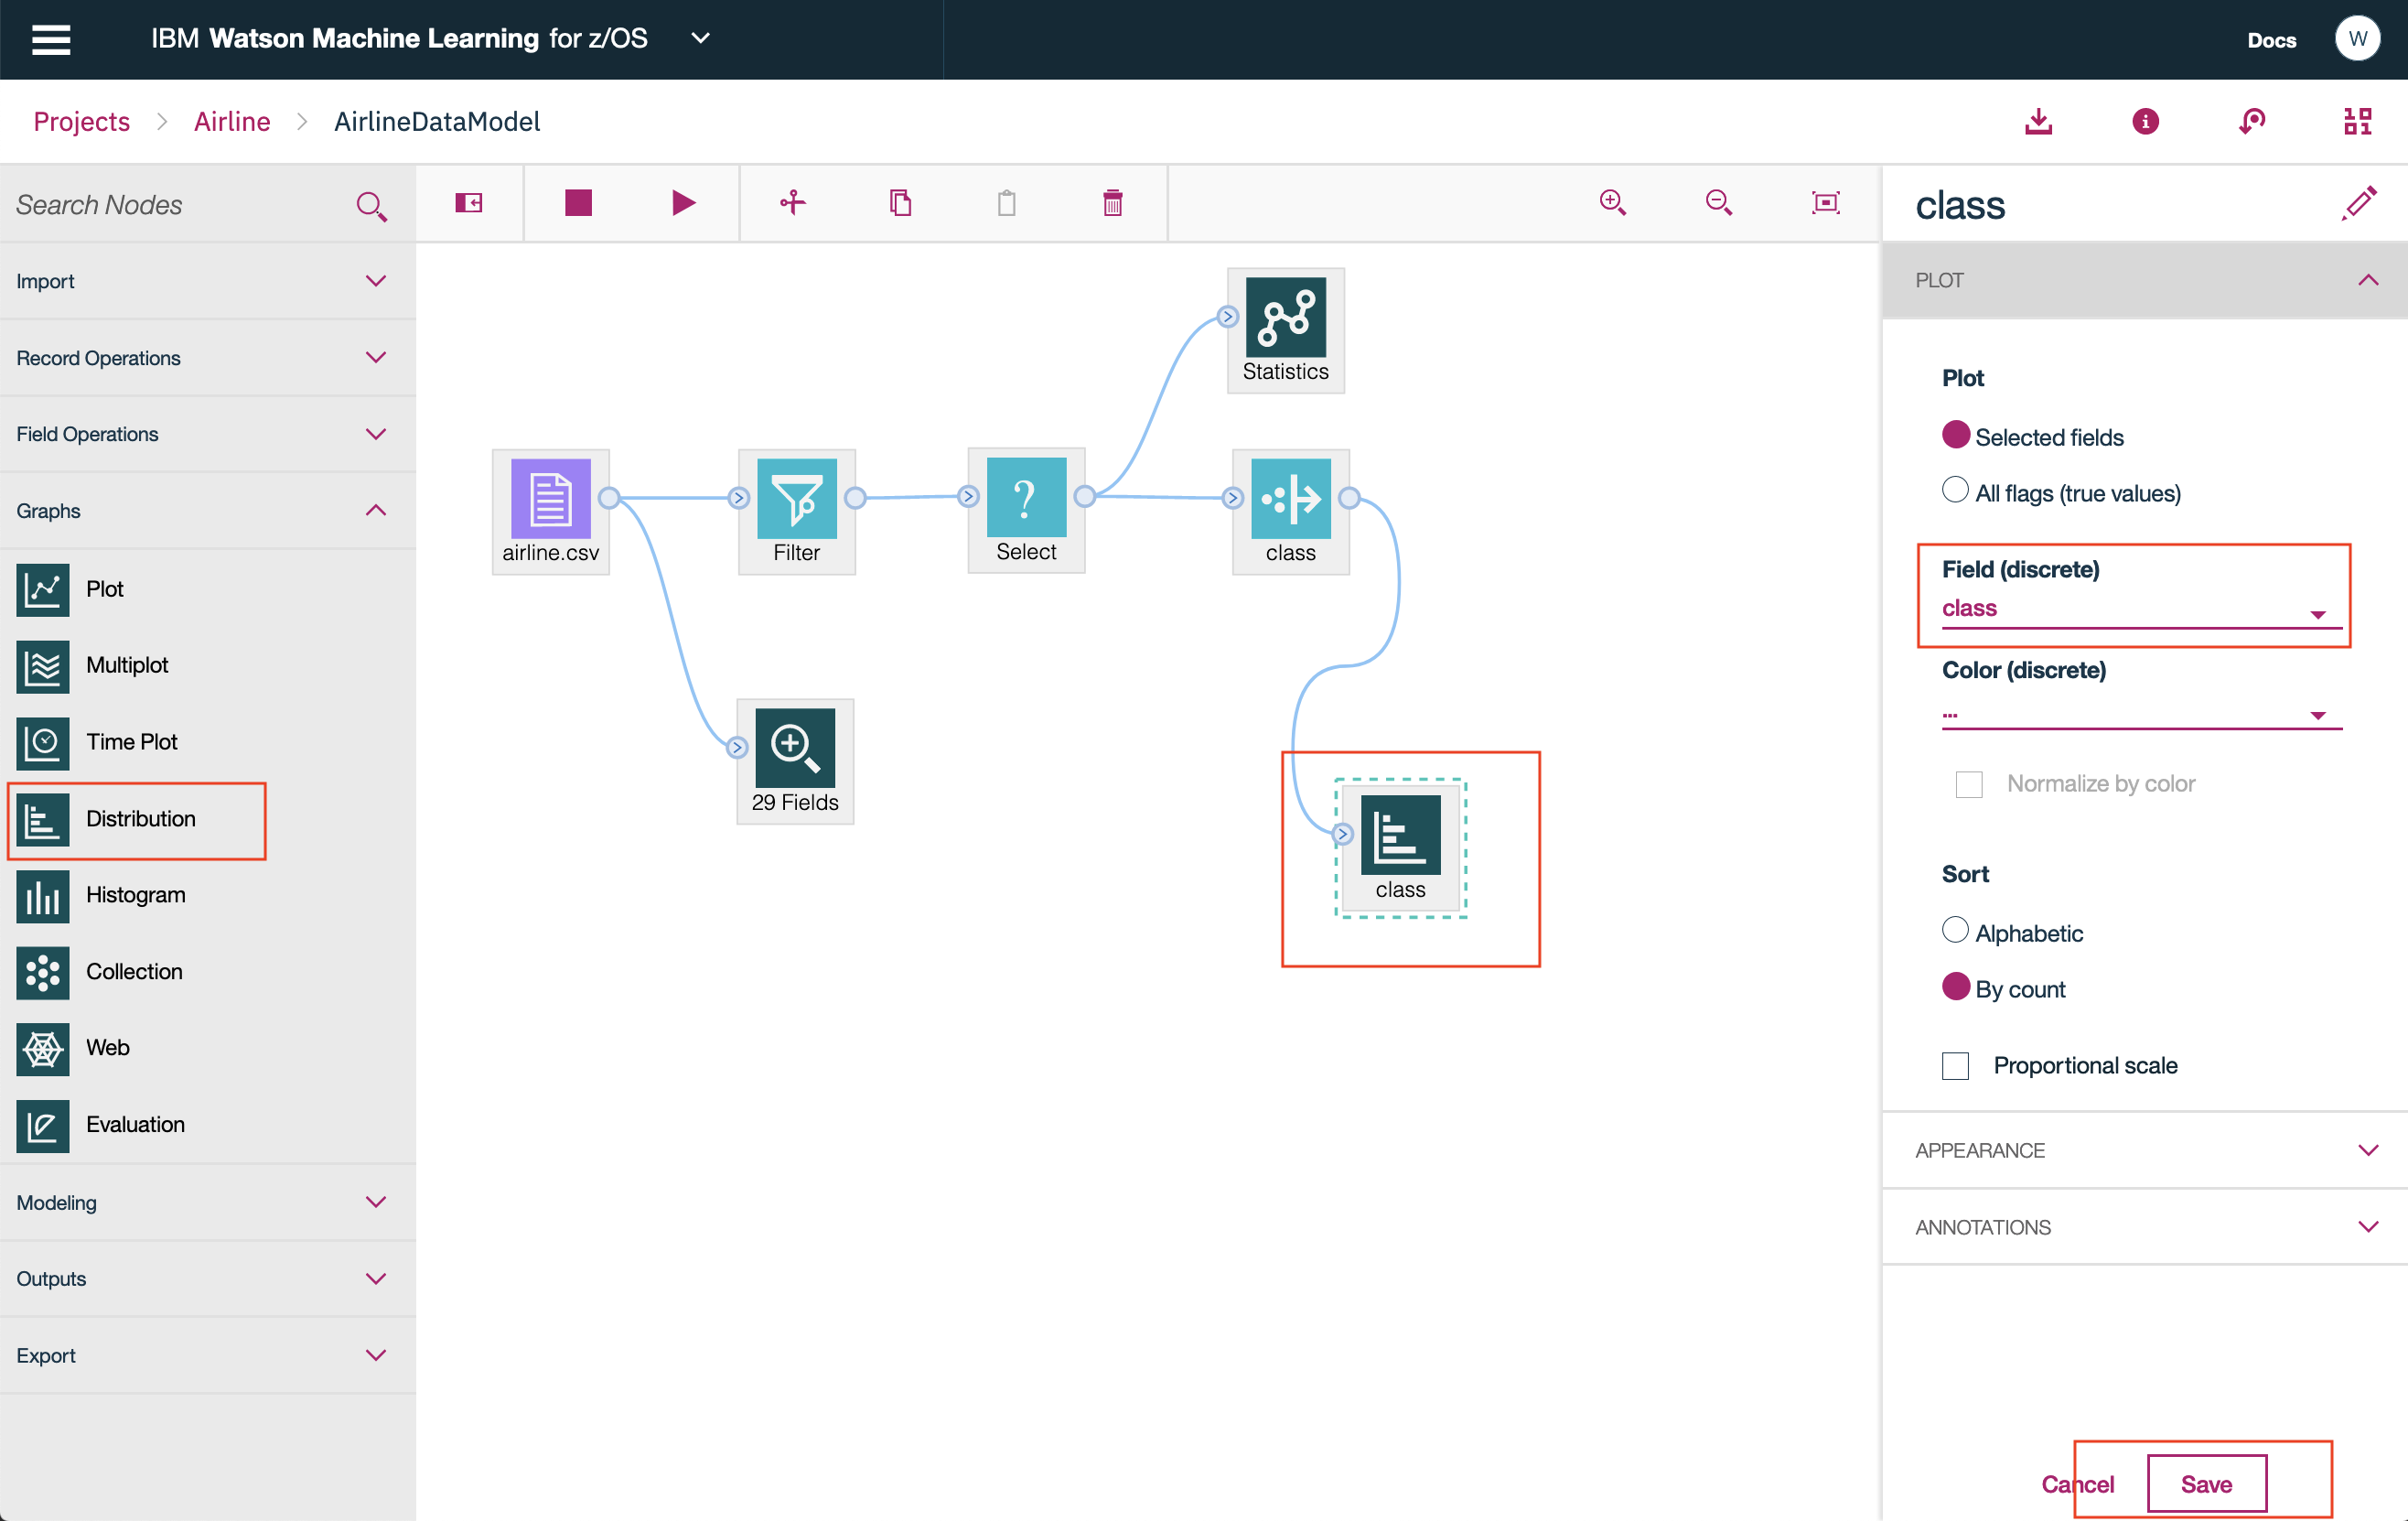 IBM Watson Machine Learning for z/OS
Docs
W
Projects > Airline > AirlineDataModel
Search Nodes
Import
Record Operations
Field Operations
Graphs
Plot
Multiplot
Time Plot
Distribution
Histogram
Collection
Web
Evaluation
Modeling
Outputs
Export
Statistics
airline.csv
Filter
?
Select
class
29 Fields
class
class
PLOT
Plot
Selected fields
All flags (true values)
Field (discrete)
class
Color (discrete)
...
Normalize by color
Sort
Alphabetic
By count
Proportional scale
APPEARANCE
ANNOTATIONS
Cancel
Save